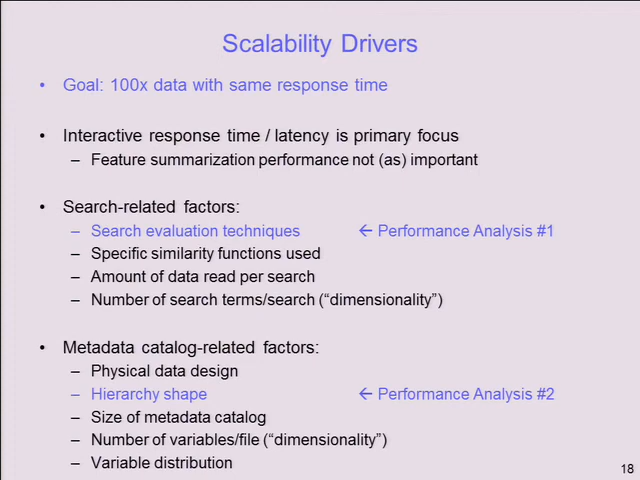 Scalability Drivers
• Goal: 100x data with same response time
• Interactive response time / latency is primary focus
– Feature summarization performance not (as) important
• Search-related factors:
– Search evaluation techniques ← Performance Analysis #1
– Specific similarity functions used
– Amount of data read per search
– Number of search terms/search (“dimensionality”)
• Metadata catalog-related factors:
– Physical data design
– Hierarchy shape ← Performance Analysis #2
– Size of metadata catalog
– Number of variables/file (“dimensionality”)
– Variable distribution
18